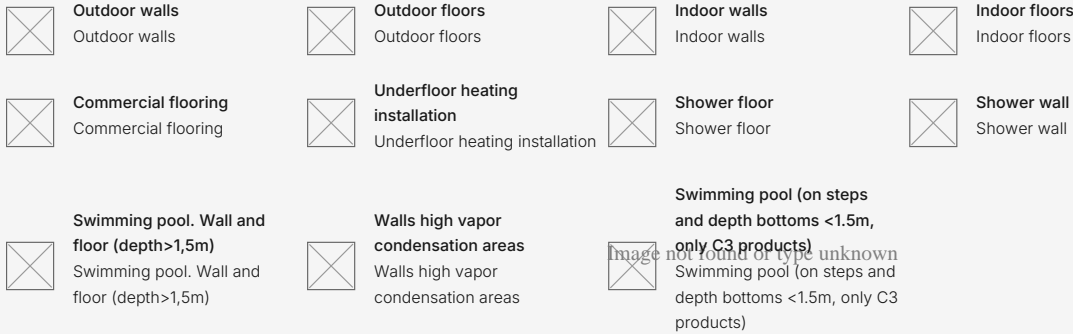 Outdoor walls
Outdoor walls
Outdoor floors
Outdoor floors
Indoor walls
Indoor walls
Indoor floors
Indoor floors
Commercial flooring
Commercial flooring
Underfloor heating
installation
Underfloor heating installation
Shower floor
Shower floor
Shower wall
Shower wall
Swimming pool. Wall and
floor (depth>1,5m)
Swimming pool. Wall and
floor (depth>1,5m)
Walls high vapor
condensation areas
Walls high vapor
condensation areas
Swimming pool (on steps
and depth bottoms <1.5m,
only C3 products)
Image not found or type unknown
Swimming pool (on steps and
depth bottoms <1.5m, only C3
products)